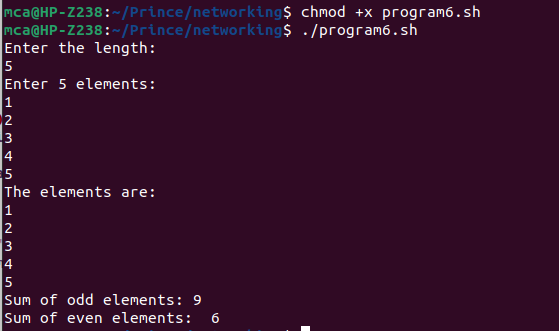 mca@HP-Z238:~/Prince/networking$ chmod +x program6.sh
mca@HP-Z238:~/Prince/networking$ ./program6.sh
Enter the length:
5
Enter 5 elements:
1
2
3
4
5
The elements are:
1
2
3
4
5
Sum of odd elements: 9
Sum of even elements:  6